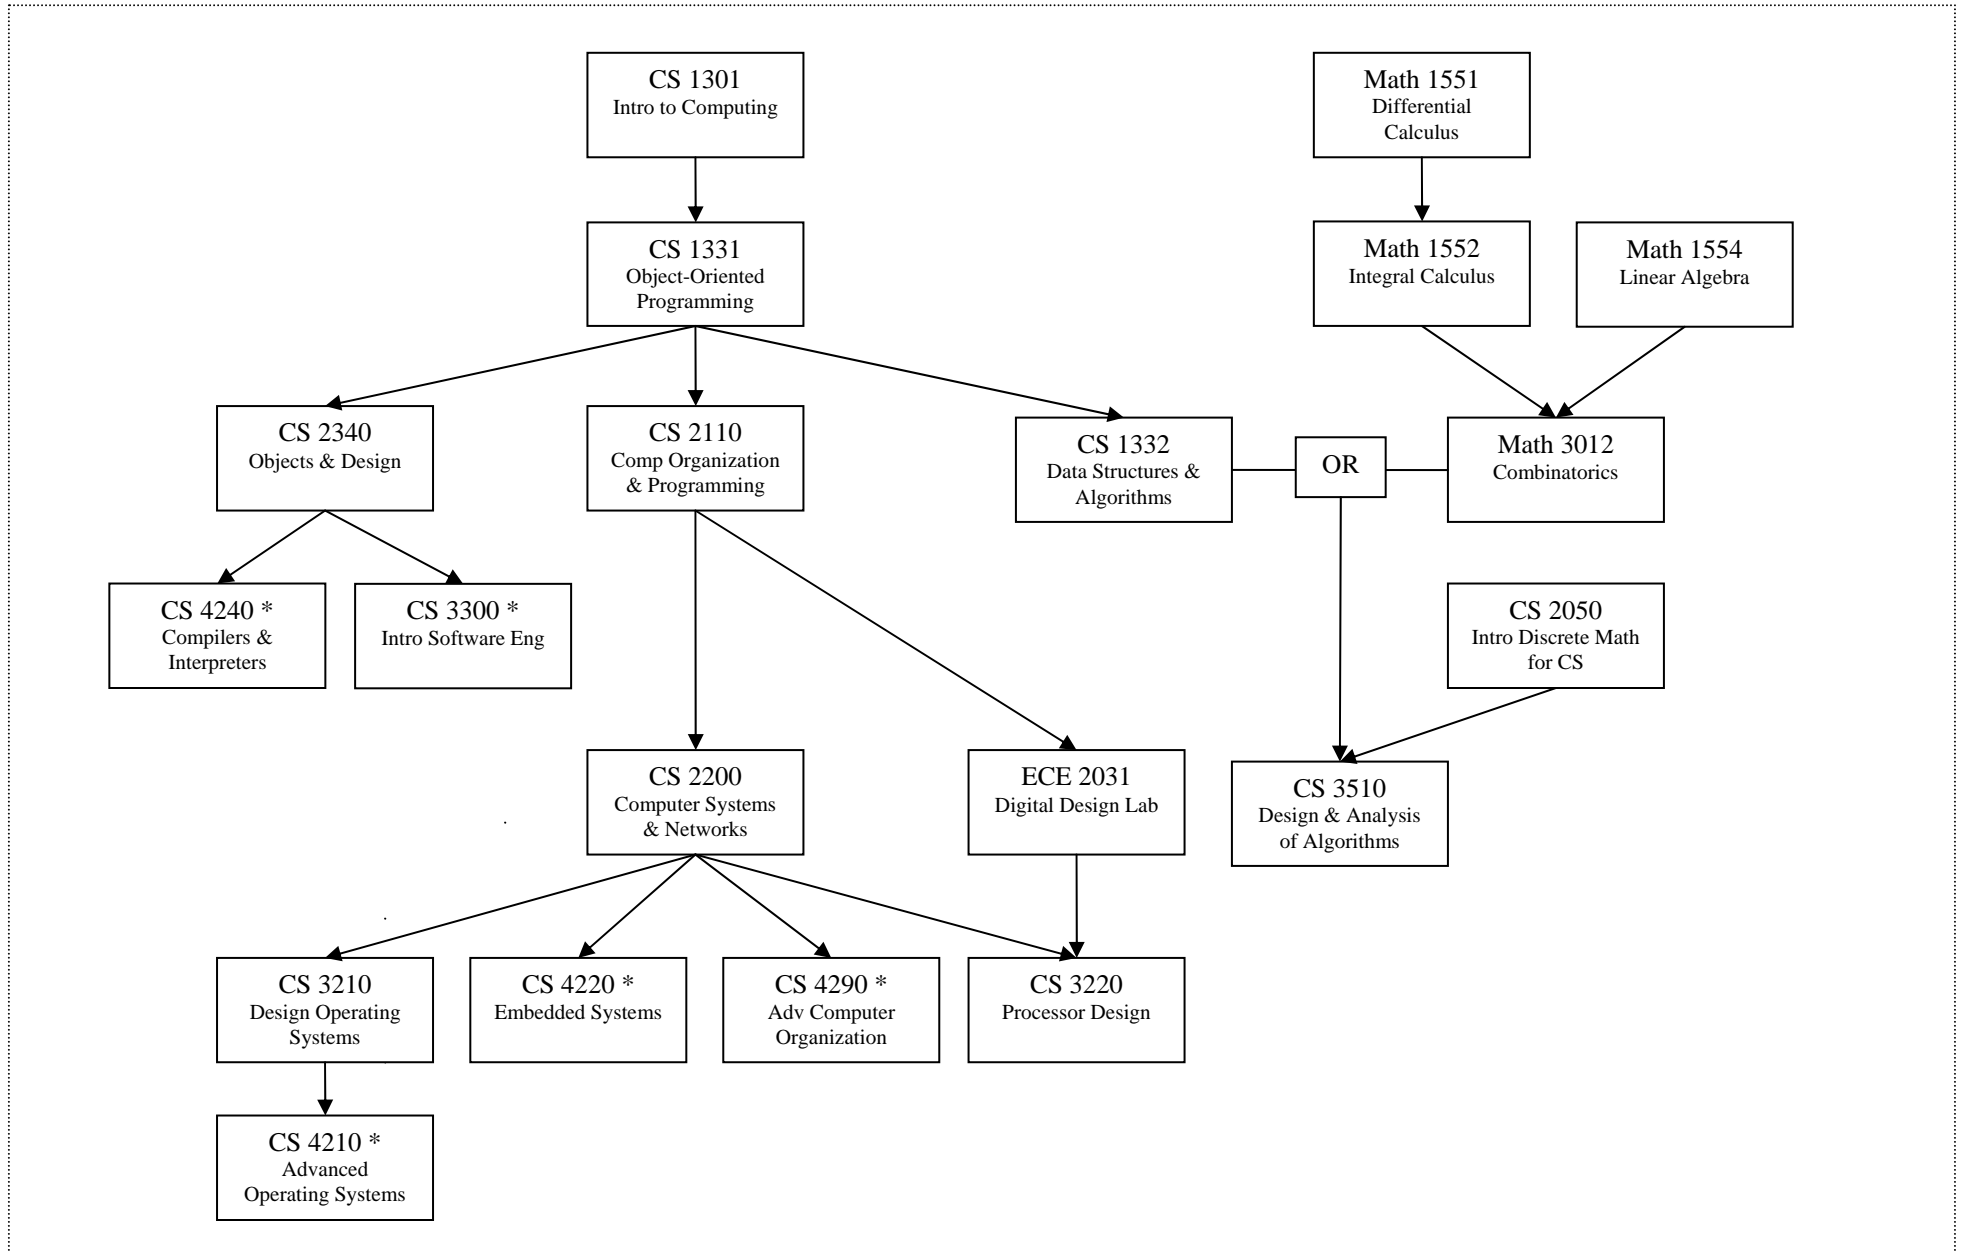 CS 1301
Intro to Computing
Math 1551
Differential
Calculus
CS 1331
Object-Oriented
Programming
Math 1552
Integral Calculus
Math 1554
Linear Algebra
CS 2340
Objects & Design
CS 2110
Comp Organization
& Programming
CS 1332
Data Structures &
Algorithms
OR
Math 3012
Combinatorics
CS 4240 *
Compilers &
Interpreters
CS 3300 *
Intro Software Eng
CS 2050
Intro Discrete Math
for CS
CS 2200
Computer Systems
& Networks
ECE 2031
Digital Design Lab
CS 3510
Design & Analysis
of Algorithms
CS 3210
Design Operating
Systems
CS 4220 *
Embedded Systems
CS 4290 *
Adv Computer
Organization
CS 3220
Processor Design
CS 4210 *
Advanced
Operating Systems